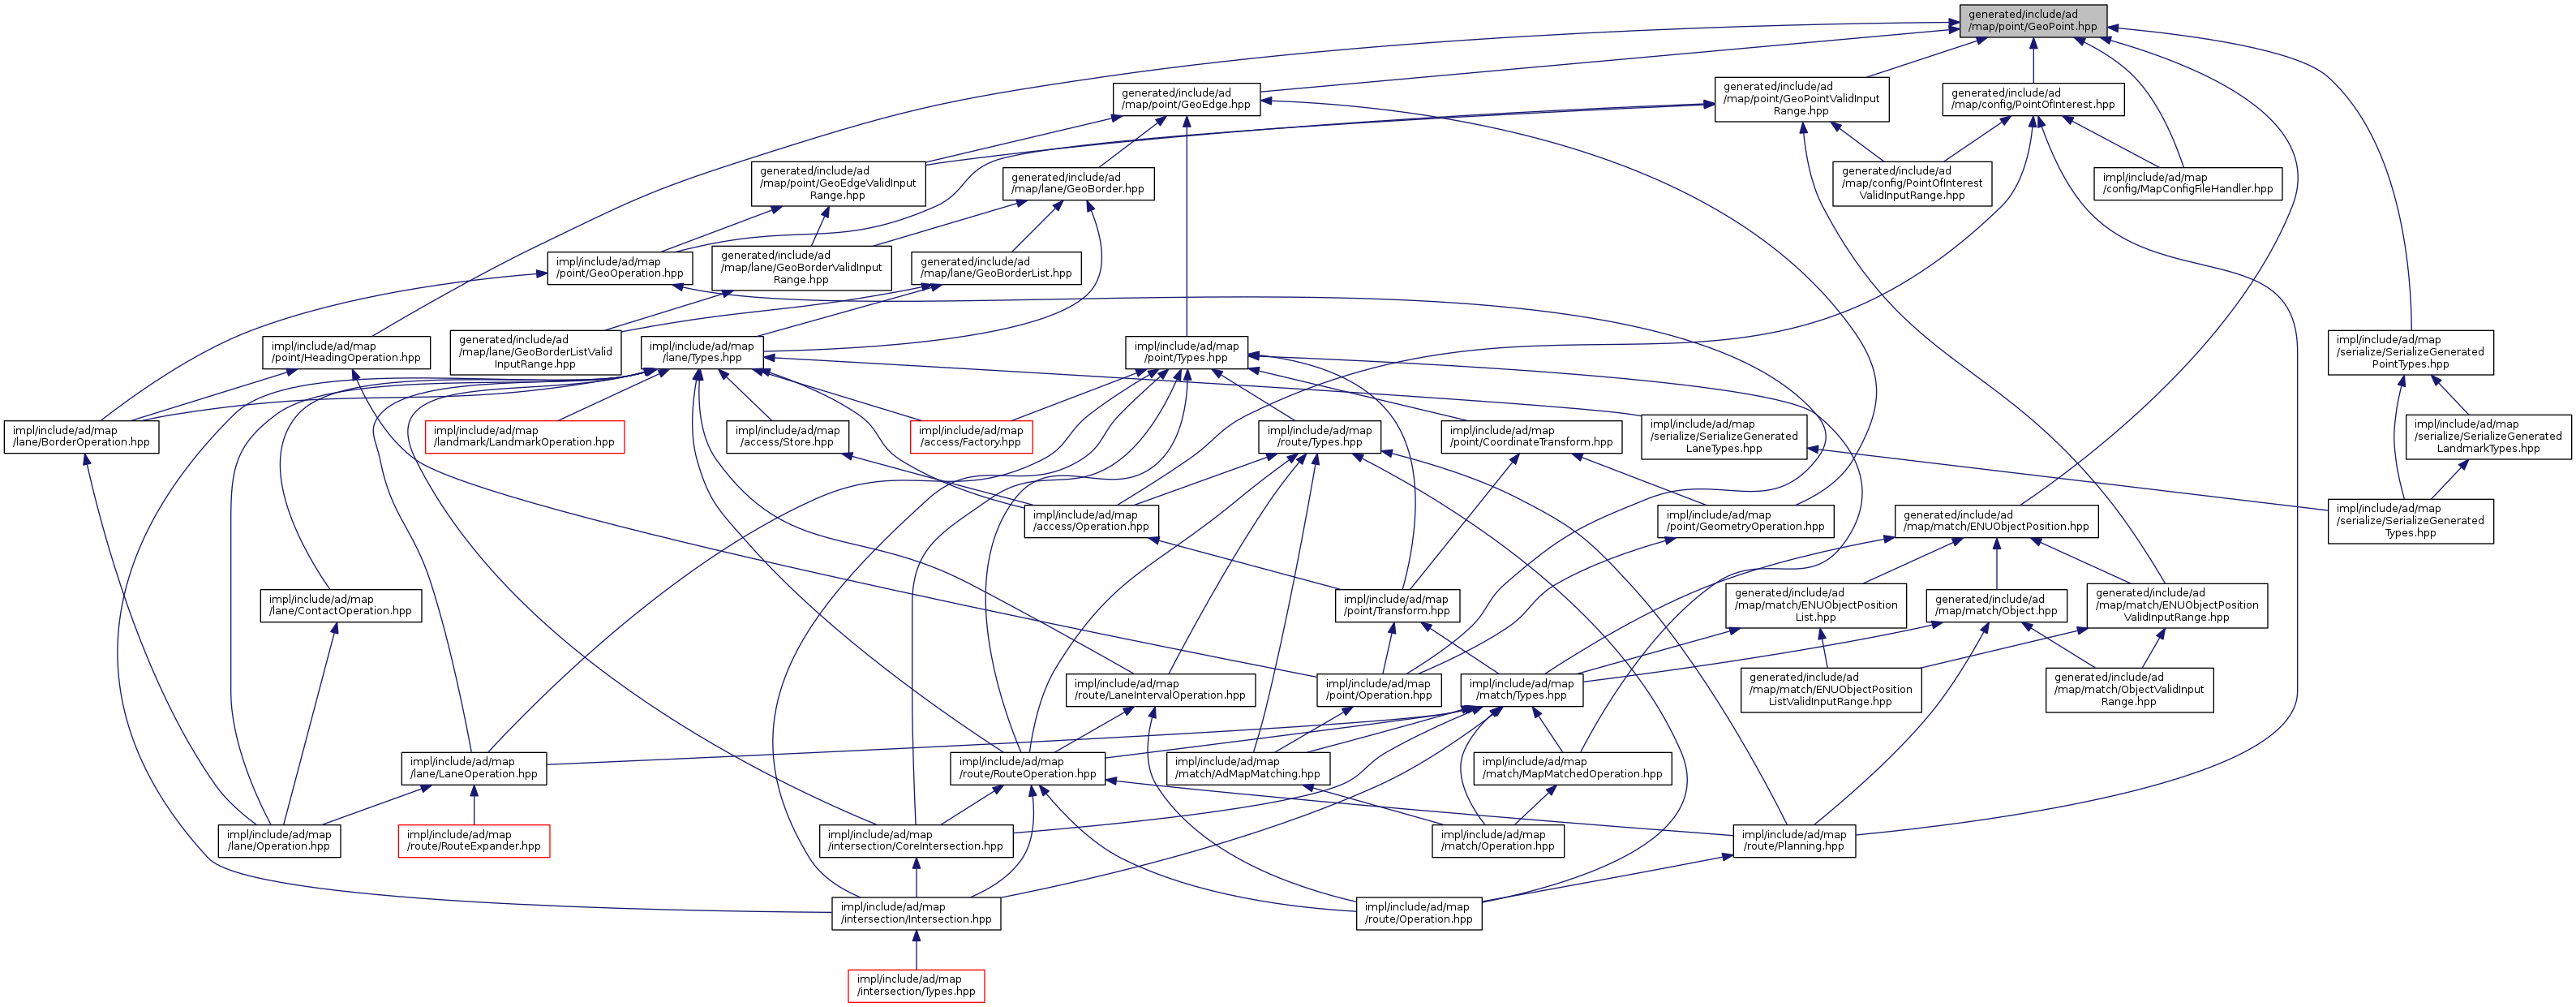 generated/include/ad
/map/point/GeoPoint.hpp
generated/include/ad
/map/point/GeoEdge.hpp
generated/include/ad
/map/point/GeoPointValidInput
Range.hpp
generated/include/ad
/map/config/PointOfInterest.hpp
generated/include/ad
/map/point/GeoEdgeValidInput
Range.hpp
generated/include/ad
/map/lane/GeoBorder.hpp
generated/include/ad
/map/config/PointOfInterest
ValidInputRange.hpp
impl/include/ad/map
/config/MapConfigFileHandler.hpp
impl/include/ad/map
/point/GeoOperation.hpp
generated/include/ad
/map/lane/GeoBorderValidInput
Range.hpp
generated/include/ad
/map/lane/GeoBorderList.hpp
impl/include/ad/map
/point/HeadingOperation.hpp
generated/include/ad
/map/lane/GeoBorderListValid
InputRange.hpp
impl/include/ad/map
/lane/Types.hpp
impl/include/ad/map
/point/Types.hpp
impl/include/ad/map
/serialize/SerializeGenerated
PointTypes.hpp
impl/include/ad/map
/lane/BorderOperation.hpp
impl/include/ad/map
/landmark/LandmarkOperation.hpp
impl/include/ad/map
/access/Store.hpp
impl/include/ad/map
/access/Factory.hpp
impl/include/ad/map
/route/Types.hpp
impl/include/ad/map
/point/CoordinateTransform.hpp
impl/include/ad/map
/serialize/SerializeGenerated
LaneTypes.hpp
impl/include/ad/map
/serialize/SerializeGenerated
LandmarkTypes.hpp
impl/include/ad/map
/access/Operation.hpp
impl/include/ad/map
/point/GeometryOperation.hpp
generated/include/ad
/map/match/ENUObjectPosition.hpp
impl/include/ad/map
/serialize/SerializeGenerated
Types.hpp
impl/include/ad/map
/lane/ContactOperation.hpp
impl/include/ad/map
/point/Transform.hpp
generated/include/ad
/map/match/ENUObjectPosition
List.hpp
generated/include/ad
/map/match/Object.hpp
generated/include/ad
/map/match/ENUObjectPosition
ValidInputRange.hpp
impl/include/ad/map
/route/LaneIntervalOperation.hpp
impl/include/ad/map
/point/Operation.hpp
impl/include/ad/map
/match/Types.hpp
generated/include/ad
/map/match/ENUObjectPosition
ListValidInputRange.hpp
generated/include/ad
/map/match/ObjectValidInput
Range.hpp
impl/include/ad/map
/lane/LaneOperation.hpp
impl/include/ad/map
/route/RouteOperation.hpp
impl/include/ad/map
/match/AdMapMatching.hpp
impl/include/ad/map
/match/MapMatchedOperation.hpp
impl/include/ad/map
/lane/Operation.hpp
impl/include/ad/map
/route/RouteExpander.hpp
impl/include/ad/map
/intersection/CoreIntersection.hpp
impl/include/ad/map
/match/Operation.hpp
impl/include/ad/map
/route/Planning.hpp
impl/include/ad/map
/intersection/Intersection.hpp
impl/include/ad/map
/route/Operation.hpp
impl/include/ad/map
/intersection/Types.hpp